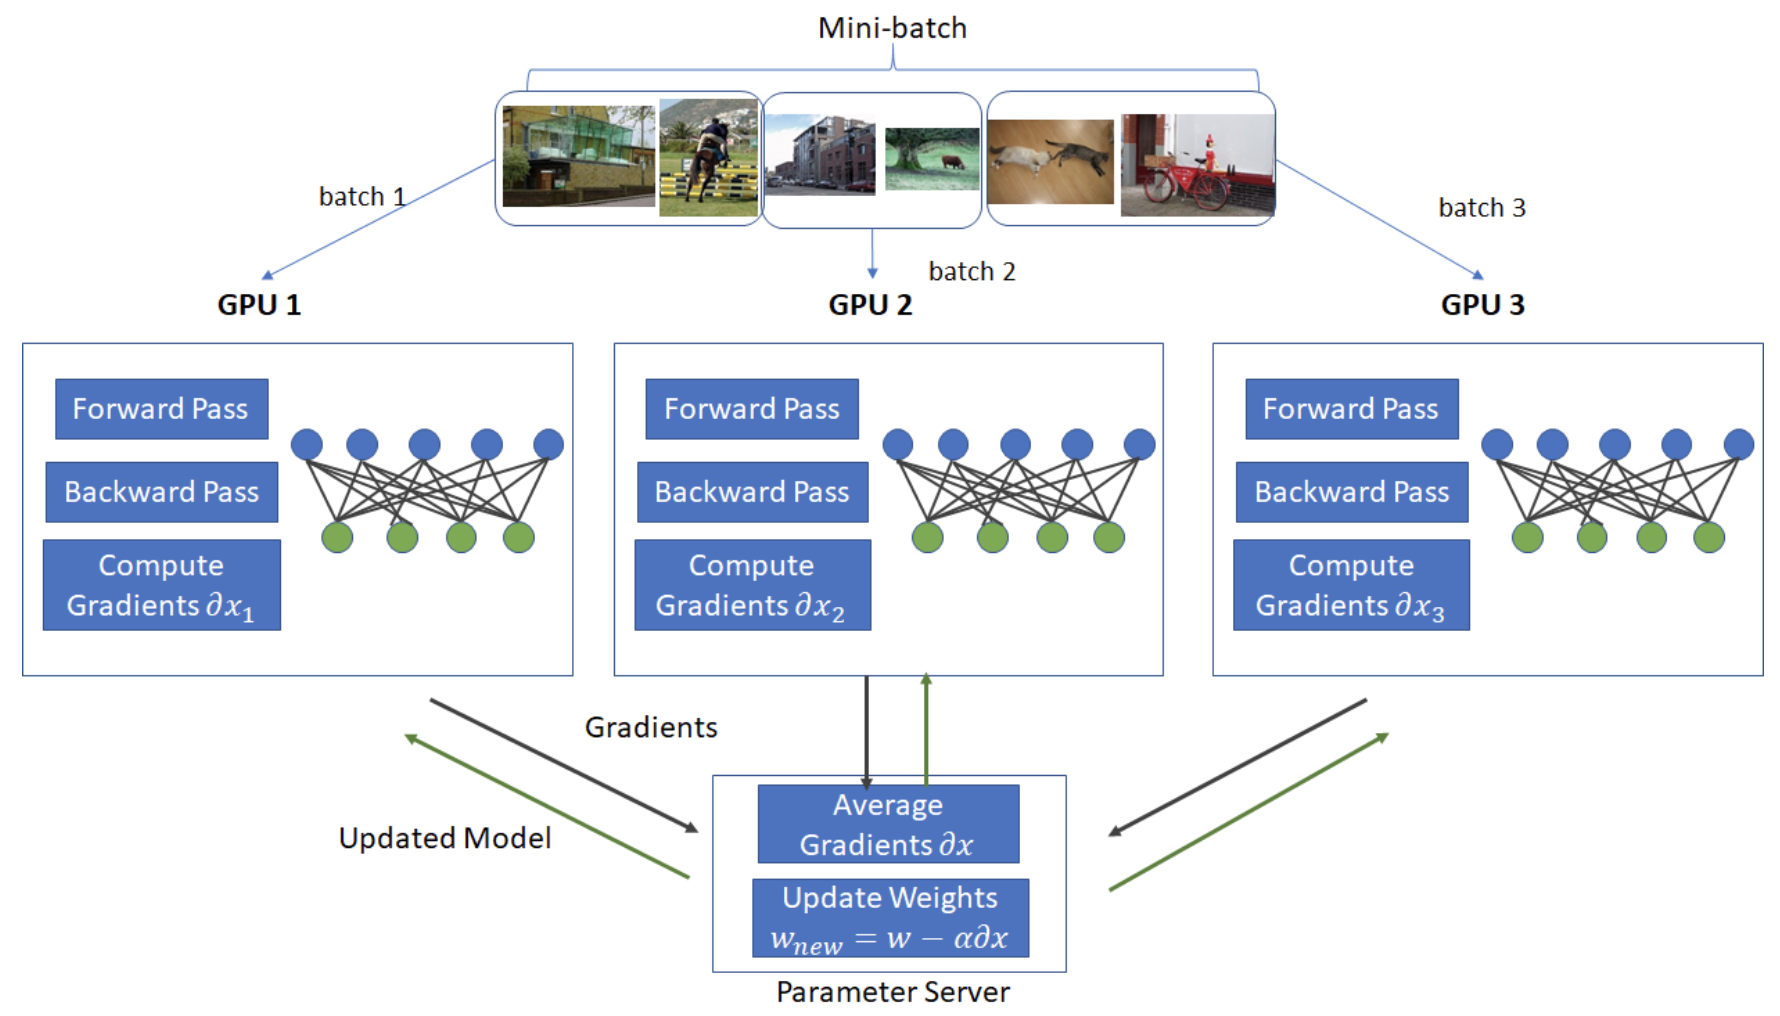 Mini-batch
batch 1
batch 3
batch 2
GPU 1
GPU 2
GPU 3
Forward Pass
Backward Pass
Compute
Gradients ∂x₁
Forward Pass
Backward Pass
Compute
Gradients ∂x₂
Forward Pass
Backward Pass
Compute
Gradients ∂x₃
Gradients
Updated Model
Average
Gradients ∂x
Update Weights
wₙₑw = w − α∂x
Parameter Server